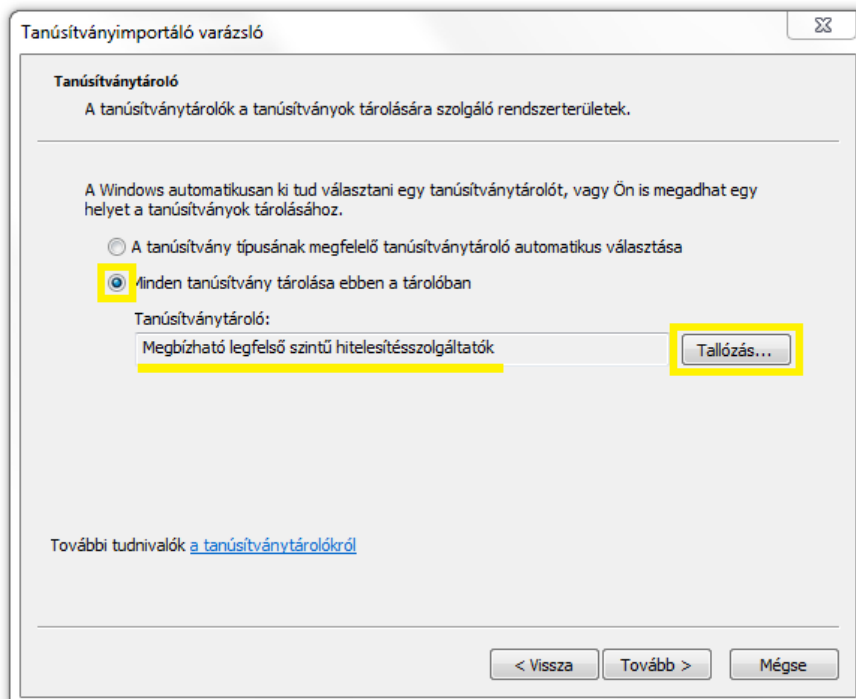 Tanúsítványimportáló varázsló
Tanúsítványtároló
A tanúsítványtárolók a tanúsítványok tárolására szolgáló rendszerterületek.
A Windows automatikusan ki tud választani egy tanúsítványtárolót, vagy Ön is megadhat egy
helyet a tanúsítványok tárolásához.
A tanúsítvány típusának megfelelő tanúsítványtároló automatikus választása
Minden tanúsítvány tárolása ebben a tárolóban
Tanúsítványtároló:
Megbízható legfelső szintű hitelesítésszolgáltatók
Tallózás...
További tudnivalók a tanúsítványtárolókról
< Vissza
Tovább >
Mégse